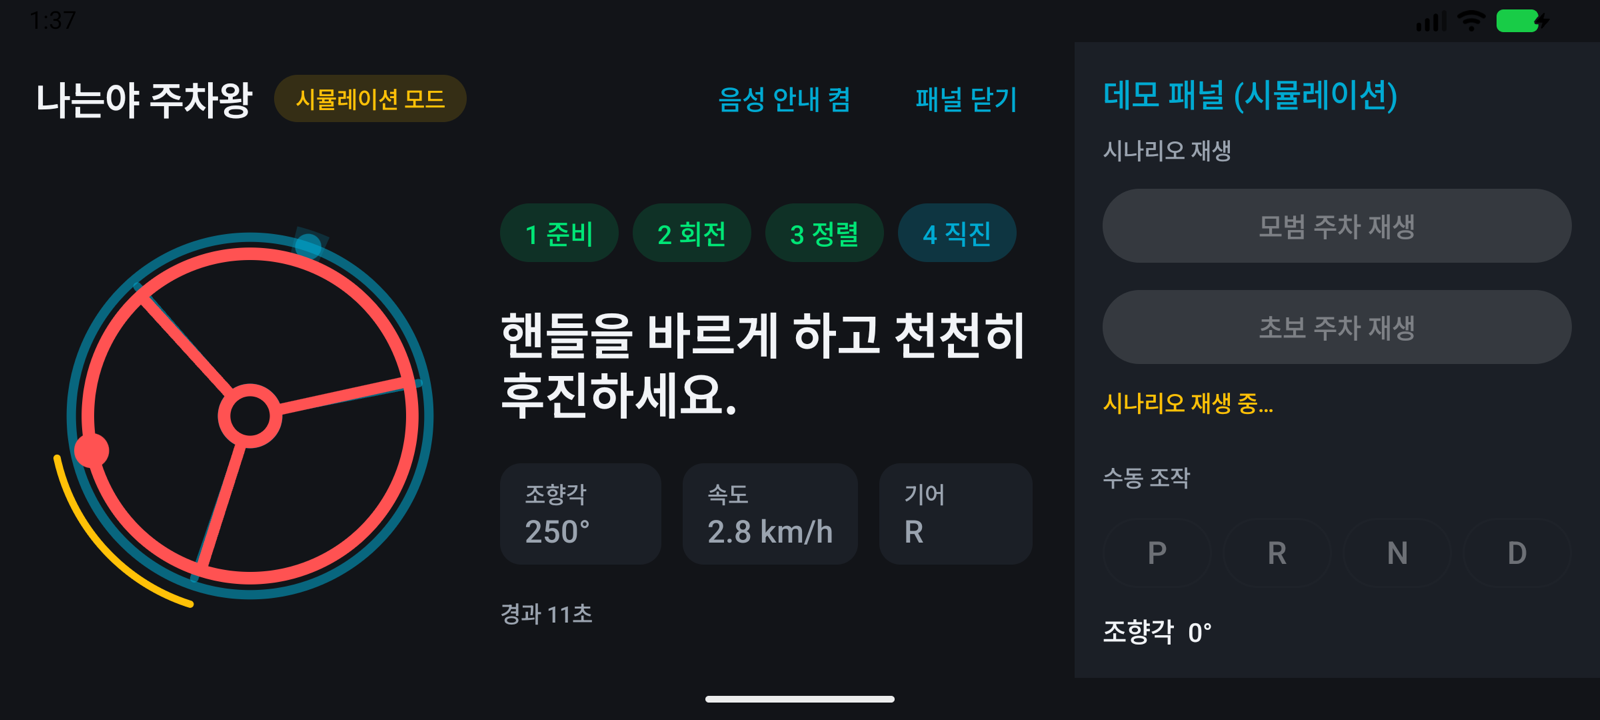 1:37
나는야 주차왕
시뮬레이션 모드
음성 안내 켬
패널 닫기
1 준비
2 회전
3 정렬
4 직진
핸들을 바르게 하고 천천히
후진하세요.
조향각
250°
속도
2.8 km/h
기어
R
경과 11초
데모 패널 (시뮬레이션)
시나리오 재생
모범 주차 재생
초보 주차 재생
시나리오 재생 중...
수동 조작
P
R
N
D
조향각 0°